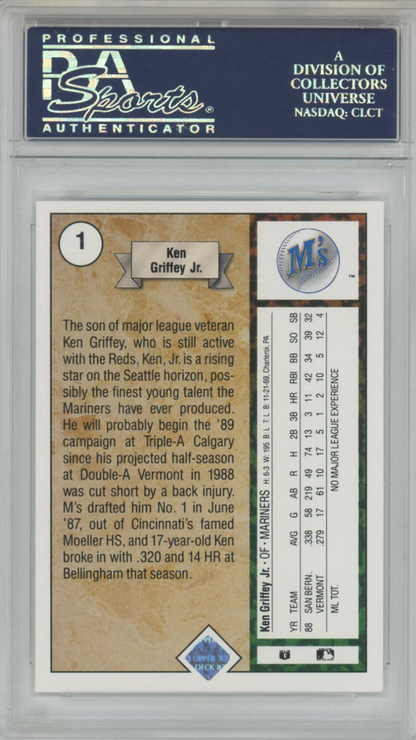 PROFESSIONAL
PSA
Sports
AUTHENTICATOR
A
DIVISION OF
COLLECTORS
UNIVERSE
NASDAQ: CLCT
1
Ken
Griffey Jr.
The son of major league veteran
Ken Griffey, who is still active
with the Reds, Ken, Jr. is a rising
star on the Seattle horizon, pos-
sibly the finest young talent the
Mariners have ever produced.
He will probably begin the '89
campaign at Triple-A Calgary
since his projected half-season
at Double-A Vermont in 1988
was cut short by a back injury.
M's drafted him No. 1 in June
'87, out of Cincinnati's famed
Moeller HS, and 17-year-old Ken
broke in with .320 and 14 HR at
Bellingham that season.
UPPER
DECK
M's
TM
Ken Griffey Jr. • OF • MARINERS H: 6-3 W: 195 B: L T: L B: 11-21-69, Charleroi, PA
YR TEAM AVG G AB R H 2B 3B HR RBI BB SO SB
88 SAN BERN. .338 58 219 49 74 13 3 11 42 34 39 32
VERMONT .279 17 61 10 17 5 1 2 10 5 12 4
ML TOT. NO MAJOR LEAGUE EXPERIENCE